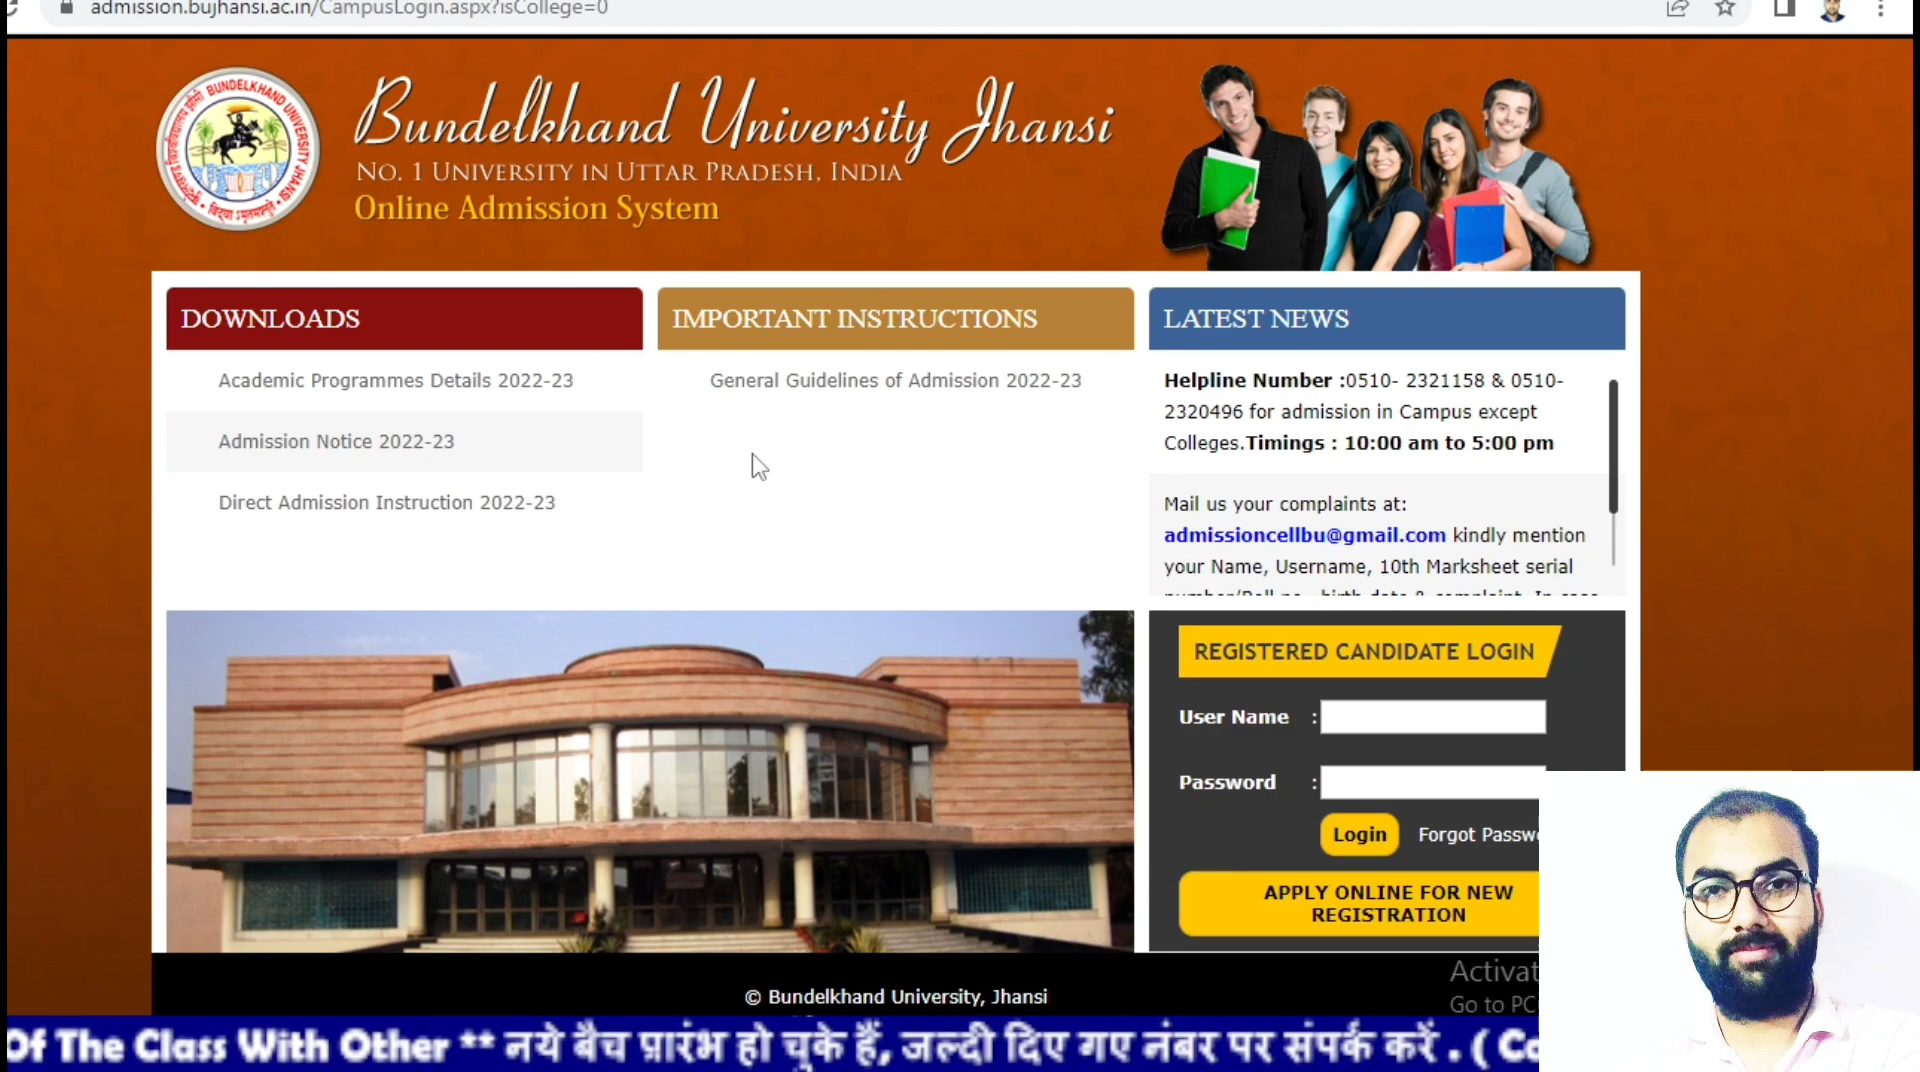 admission.bujhansi.ac.in/CampusLogin.aspx?isCollege=0
BUNDELKHAND UNIVERSITY JHANSI
Bundelkhand University Jhansi
NO. 1 UNIVERSITY IN UTTAR PRADESH, INDIA
Online Admission System
DOWNLOADS
Academic Programmes Details 2022-23
Admission Notice 2022-23
Direct Admission Instruction 2022-23
IMPORTANT INSTRUCTIONS
General Guidelines of Admission 2022-23
LATEST NEWS
Helpline Number :0510- 2321158 & 0510-
2320496 for admission in Campus except
Colleges.Timings : 10:00 am to 5:00 pm
Mail us your complaints at:
admissioncellbu@gmail.com kindly mention
your Name, Username, 10th Marksheet serial
REGISTERED CANDIDATE LOGIN
User Name :
Password :
Login Forgot Passw
APPLY ONLINE FOR NEW
REGISTRATION
Activat
Go to PC
© Bundelkhand University, Jhansi
Of The Class With Other ** नये बैच प्रारंभ हो चुके हैं, जल्दी दिए गए नंबर पर संपर्क करें . ( Co